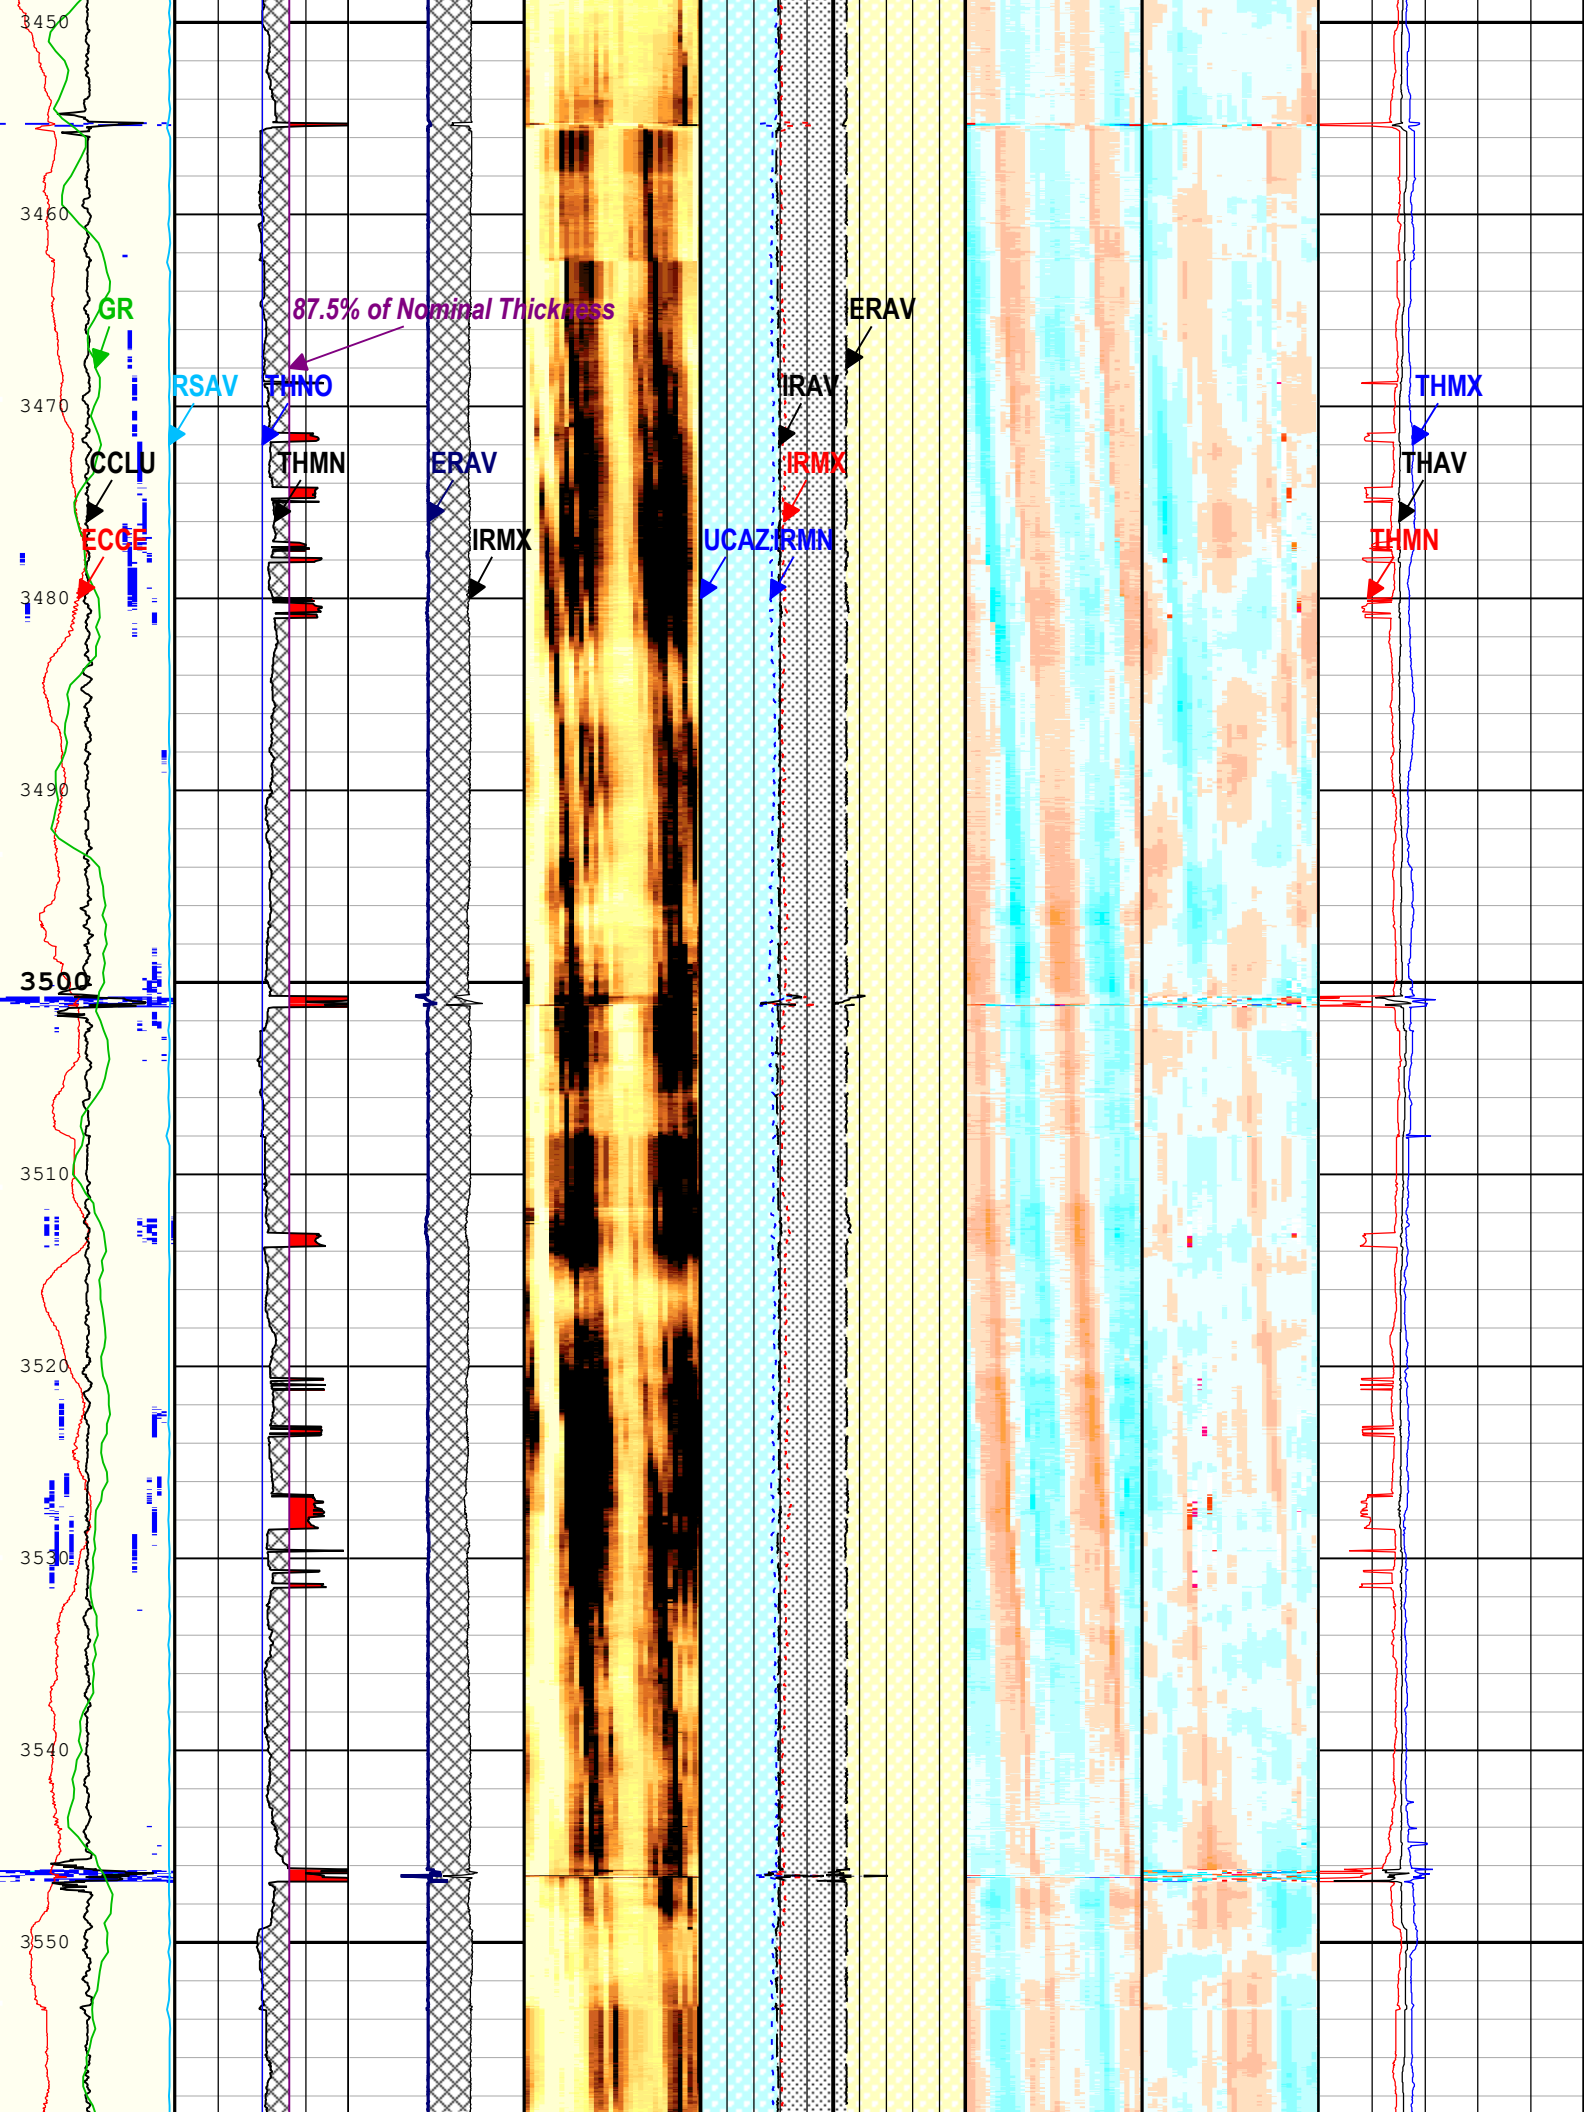 3450
3460
GR
87.5% of Nominal Thickness
ERAV
RSAV
THNO
IRAV
THMX
3470
CCLU
THMN
ERAV
IRMX
THAV
ECCE
IRMX
UCAZ
IRMN
THMN
3480
3490
3500
3510
3520
3530
3540
3550